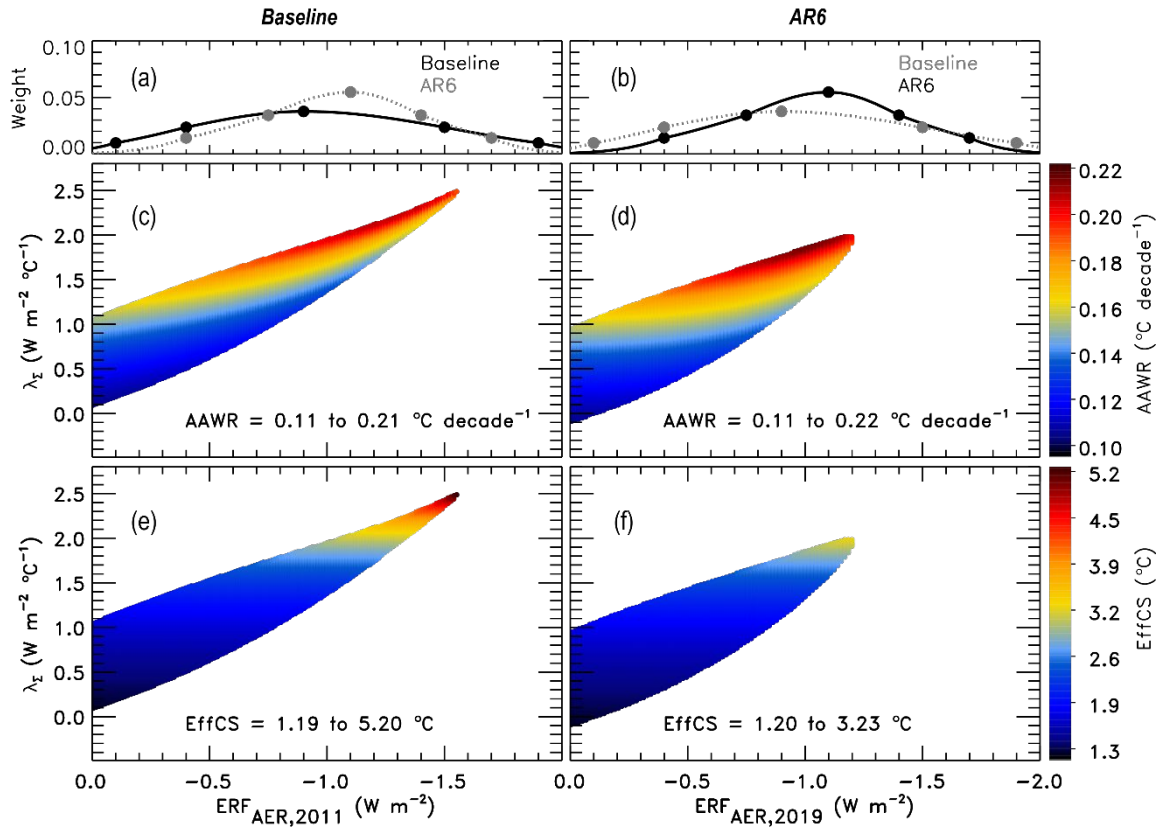 Baseline
AR6
0.10
0.05
0.00
Weight
(a)
Baseline
AR6
(b)
Baseline
AR6
2.5
2.0
1.5
1.0
0.5
0.0
λΣ (W m−2 °C−1)
(c)
AAWR = 0.11 to 0.21 °C decade−1
(d)
AAWR = 0.11 to 0.22 °C decade−1
0.22
0.20
0.18
0.16
0.14
0.12
0.10
AAWR (°C decade−1)
2.5
2.0
1.5
1.0
0.5
0.0
λΣ (W m−2 °C−1)
(e)
EffCS = 1.19 to 5.20 °C
(f)
EffCS = 1.20 to 3.23 °C
5.2
4.5
3.9
3.2
2.6
1.9
1.3
EffCS (°C)
0.0 −0.5 −1.0 −1.5
−0.5 −1.0 −1.5 −2.0
ERFAER,2011 (W m−2)
ERFAER,2019 (W m−2)